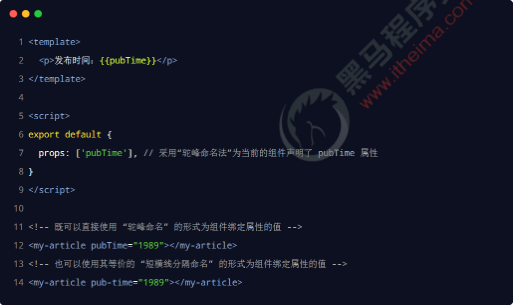 1 <template>
2 <p>发布时间：{{pubTime}}</p>
3 </template>
4
5 <script>
6 export default {
7 props: ['pubTime'], // 采用“驼峰命名法”为当前的组件声明了 pubTime 属性
8 }
9 </script>
10
11 <!-- 既可以直接使用 “驼峰命名” 的形式为组件绑定属性的值 -->
12 <my-article pubTime="1989"></my-article>
13 <!-- 也可以使用其等价的 “短横线分隔命名” 的形式为组件绑定属性的值 -->
14 <my-article pub-time="1989"></my-article>
黑马程序
www.itheima.com